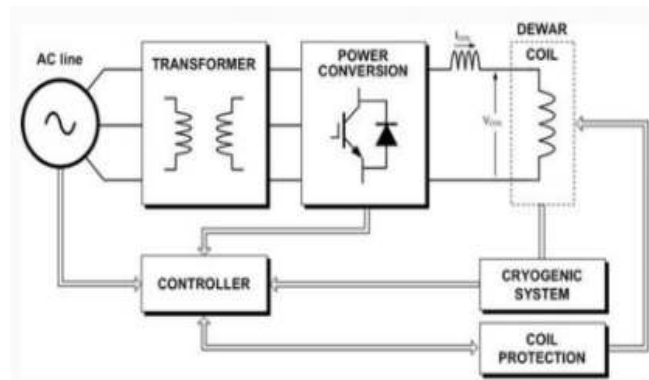 DEWAR
AC line
TRANSFORMER
POWER
CONVERSION
COIL
CONTROLLER
CRYOGENIC
SYSTEM
COIL
PROTECTION